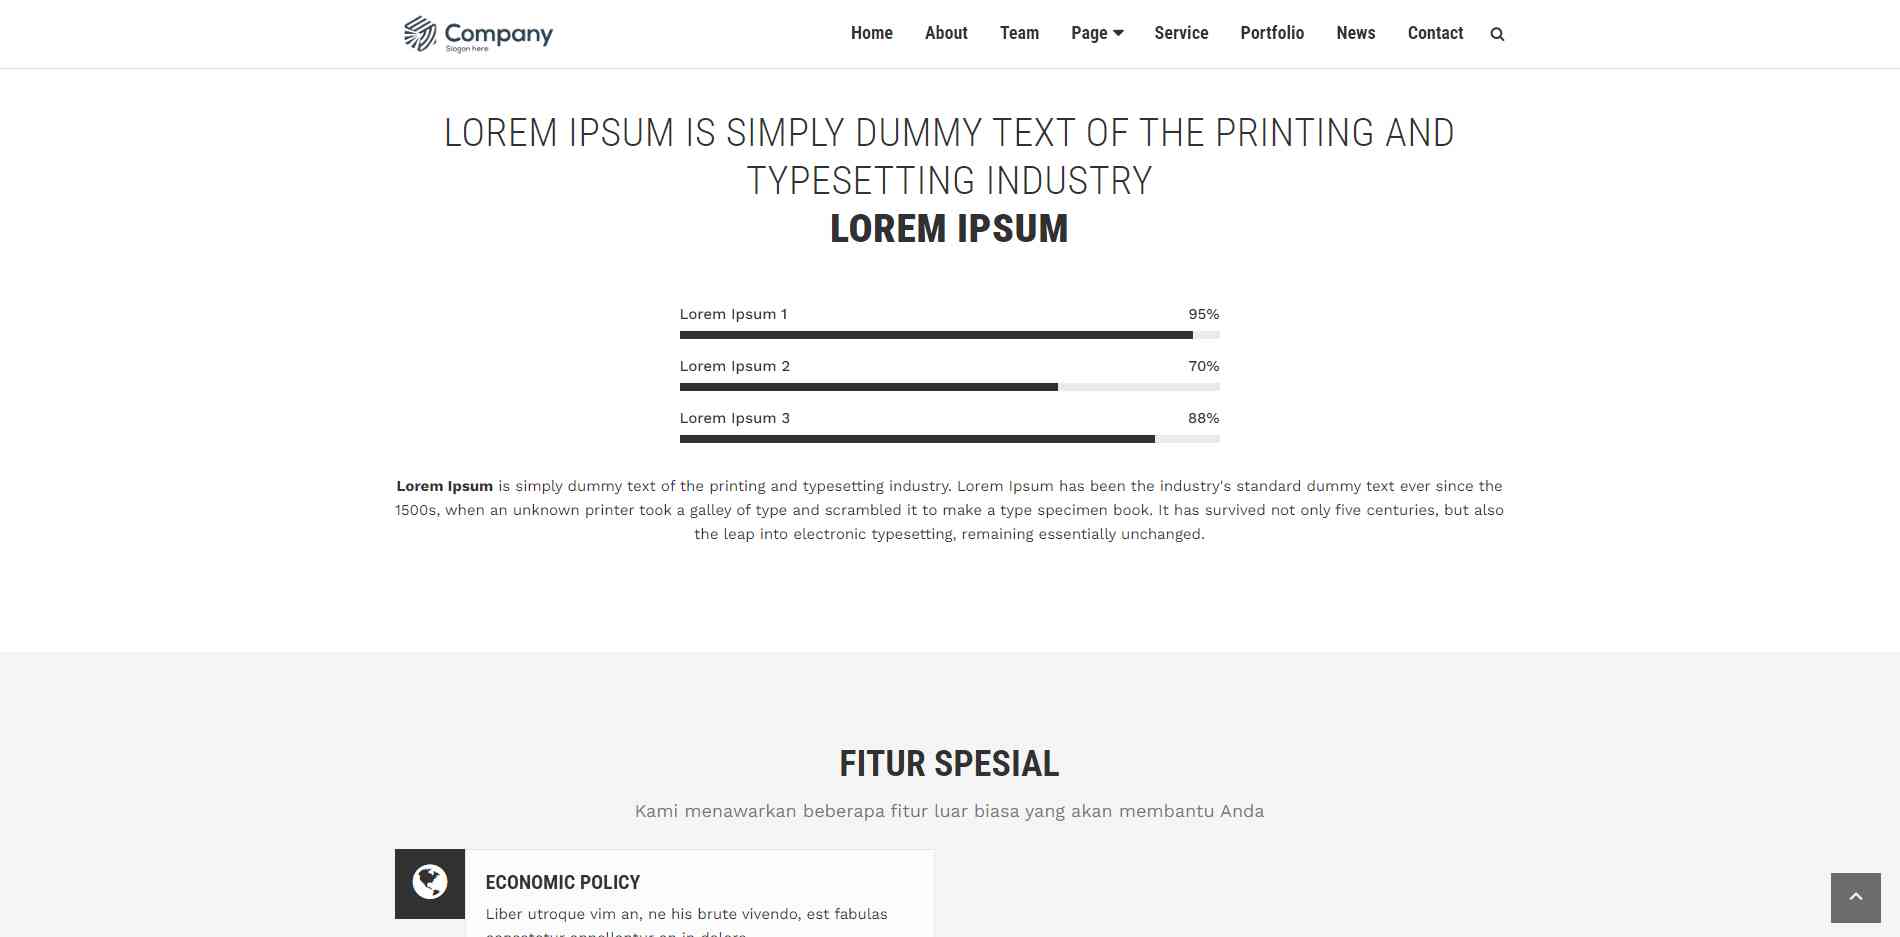 Company
Slogan here
Home About Team Page Service Portfolio News Contact
LOREM IPSUM IS SIMPLY DUMMY TEXT OF THE PRINTING AND
TYPESETTING INDUSTRY
LOREM IPSUM
Lorem Ipsum 1 95%
Lorem Ipsum 2 70%
Lorem Ipsum 3 88%
Lorem Ipsum is simply dummy text of the printing and typesetting industry. Lorem Ipsum has been the industry's standard dummy text ever since the
1500s, when an unknown printer took a galley of type and scrambled it to make a type specimen book. It has survived not only five centuries, but also
the leap into electronic typesetting, remaining essentially unchanged.
FITUR SPESIAL
Kami menawarkan beberapa fitur luar biasa yang akan membantu Anda
ECONOMIC POLICY
Liber utroque vim an, ne his brute vivendo, est fabulas